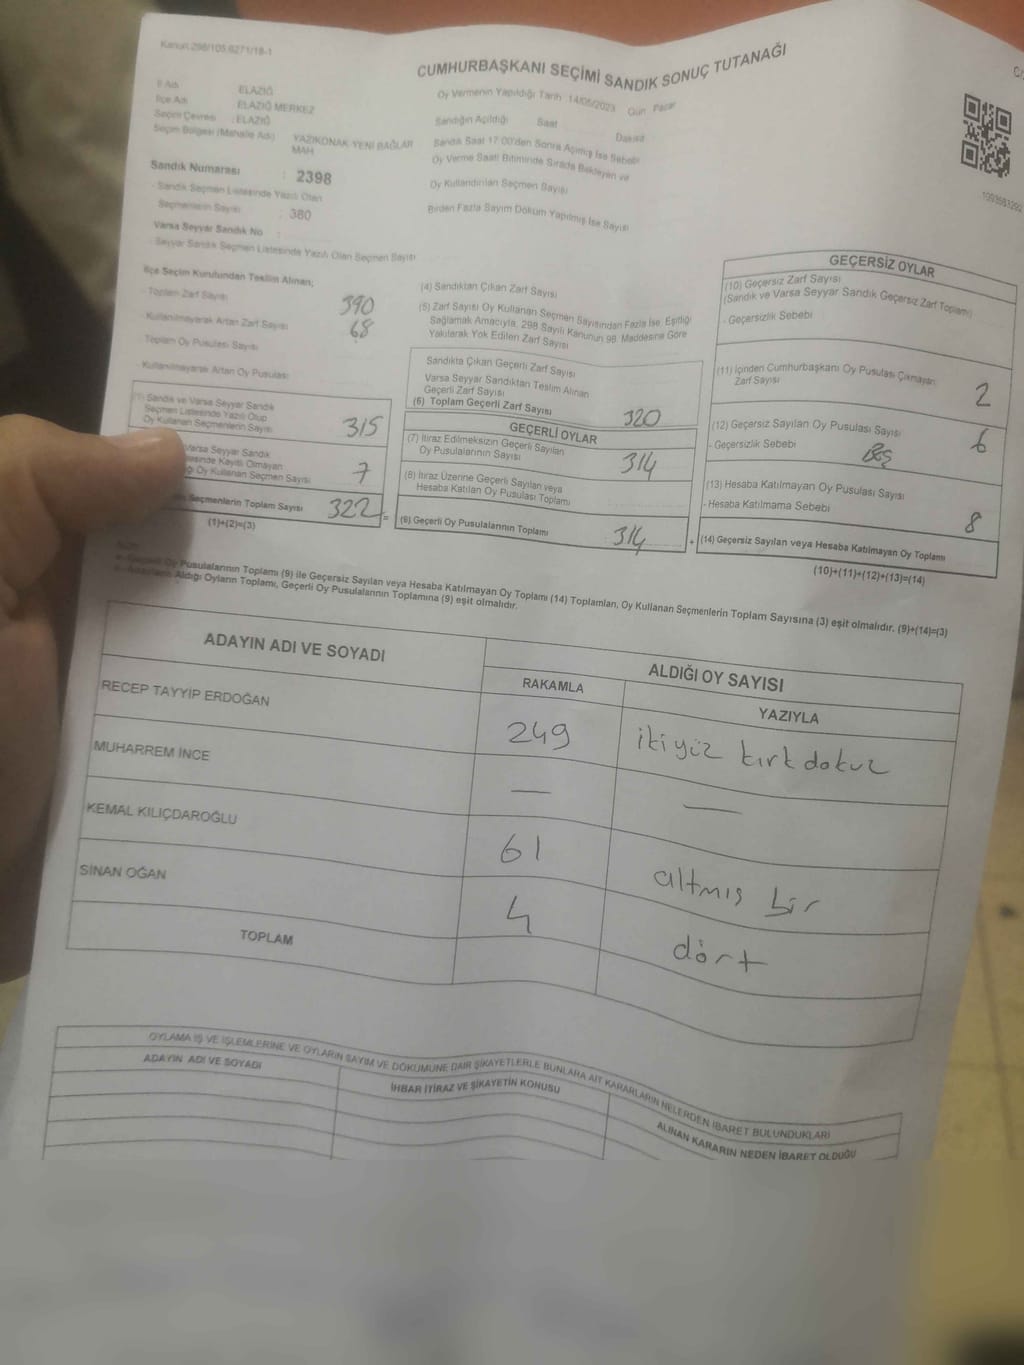 Kanun:298/105,6271/18-1
CUMHURBAŞKANI SEÇİMİ SANDIK SONUÇ TUTANAĞI
İl Adı : ELAZIĞ
İlçe Adı : ELAZIĞ MERKEZ
Seçim Çevresi : ELAZIĞ
Seçim Bölgesi (Mahalle Adı) : YAZIKONAK-YENİ BAĞLAR MAH
Sandık Numarası : 2398
- Sandık Seçmen Listesinde Yazılı Olan
Seçmenlerin Sayısı : 380
Varsa Seyyar Sandık No
- Seyyar Sandık Seçmen Listesinde Yazılı Olan Seçmen Sayısı
Oy Vermenin Yapıldığı Tarih 14/05/2023 Gün Pazar
Sandığın Açıldığı Saat Dakika
Sandık Saat 17:00'den Sonra Açılmış İse Sebebi
Oy Verme Saati Bitiminde Sırada Bekleyen ve
Oy Kullandırılan Seçmen Sayısı
Birden Fazla Sayım Döküm Yapılmış İse Sayısı
İlçe Seçim Kurulundan Teslim Alınan;
- Toplam Zarf Sayısı 390
- Kullanılmayarak Artan Zarf Sayısı 68
- Toplam Oy Pusulası Sayısı
- Kullanılmayarak Artan Oy Pusulası
(1) Sandık ve Varsa Seyyar Sandık
Seçmen Listesinde Yazılı Olup
Oy Kullanan Seçmenlerin Sayısı 315
Varsa Seyyar Sandık
Kayıtlı Olmayan
Oy Kullanan Seçmen Sayısı 7
Seçmenlerin Toplam Sayısı 322 =
(1)+(2)=(3)
(4) Sandıktan Çıkan Zarf Sayısı
(5) Zarf Sayısı Oy Kullanan Seçmen Sayısından Fazla İse, Eşitliği
Sağlamak Amacıyla, 298 Sayılı Kanunun 98. Maddesine Göre
Yakılarak Yok Edilen Zarf Sayısı
Sandıkta Çıkan Geçerli Zarf Sayısı
Varsa Seyyar Sandıktan Teslim Alınan
Geçerli Zarf Sayısı
(6) Toplam Geçerli Zarf Sayısı 320
GEÇERLİ OYLAR
(7) İtiraz Edilmeksizin Geçerli Sayılan
Oy Pusulalarının Sayısı 314
(8) İtiraz Üzerine Geçerli Sayılan veya
Hesaba Katılan Oy Pusulası Toplamı
(9) Geçerli Oy Pusulalarının Toplamı 314 +
GEÇERSİZ OYLAR
(10) Geçersiz Zarf Sayısı
(Sandık ve Varsa Seyyar Sandık Geçersiz Zarf Toplamı)
- Geçersizlik Sebebi
(11) İçinden Cumhurbaşkanı Oy Pusulası Çıkmayan
Zarf Sayısı 2
(12) Geçersiz Sayılan Oy Pusulası Sayısı 6
- Geçersizlik Sebebi
(13) Hesaba Katılmayan Oy Pusulası Sayısı
- Hesaba Katılmama Sebebi
(14) Geçersiz Sayılan veya Hesaba Katılmayan Oy Toplamı 8
(10)+(11)+(12)+(13)=(14)
Geçerli Oy Pusulalarının Toplamı (9) ile Geçersiz Sayılan veya Hesaba Katılmayan Oy Toplamı (14) Toplamları, Oy Kullanan Seçmenlerin Toplam Sayısına (3) eşit olmalıdır. (9)+(14)=(3)
Aldığı Oyların Toplamı, Geçerli Oy Pusulalarının Toplamına (9) eşit olmalıdır.
ADAYIN ADI VE SOYADI ALDIĞI OY SAYISI
RAKAMLA YAZIYLA
RECEP TAYYİP ERDOĞAN 249 ikiyüz kırk dokuz
MUHARREM İNCE — —
KEMAL KILIÇDAROĞLU 61 altmış bir
SİNAN OĞAN 4 dört
TOPLAM
OYLAMA İŞ VE İŞLEMLERİNE VE OYLARIN SAYIM VE DÖKÜMÜNE DAİR ŞİKAYETLERLE BUNLARA AİT KARARLARIN NELERDEN İBARET BULUNDUKLARI
ADAYIN ADI VE SOYADI İHBAR İTİRAZ VE ŞİKAYETİN KONUSU ALINAN KARARIN NEDEN İBARET OLDUĞU